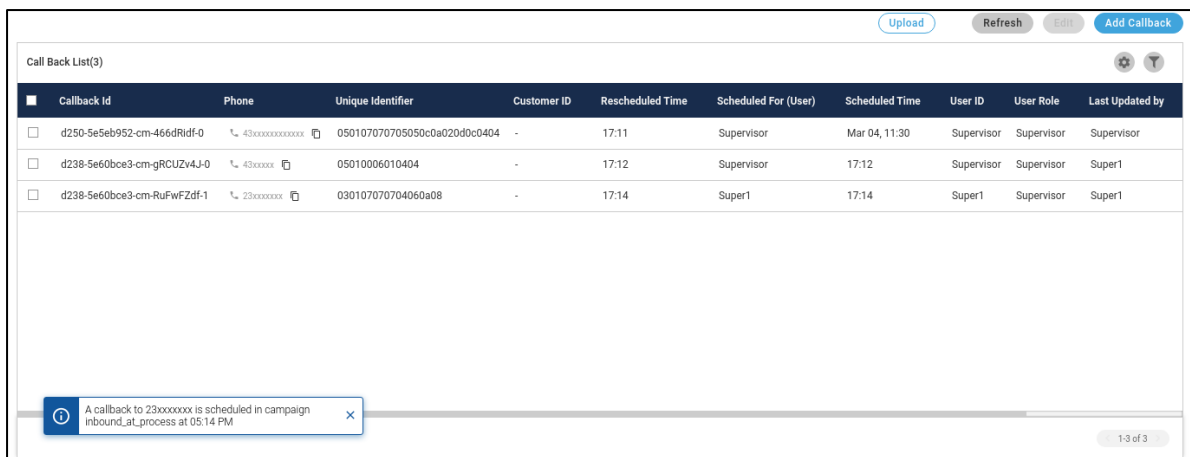 Upload Refresh Edit Add Callback
Call Back List(3)
Callback Id Phone Unique Identifier Customer ID Rescheduled Time Scheduled For (User) Scheduled Time User ID User Role Last Updated by
d250-5e5eb952-cm-466dRIdf-0 43xxxxxxxxxxxx 050107070705050c0a020d0c0404 - 17:11 Supervisor Mar 04, 11:30 Supervisor Supervisor Supervisor
d238-5e60bce3-cm-gRCUZv4J-0 43xxxxx 05010006010404 - 17:12 Supervisor 17:12 Supervisor Supervisor Super1
d238-5e60bce3-cm-RuFwFZdf-1 23xxxxxxx 030107070704060a08 - 17:14 Super1 17:14 Super1 Supervisor Super1
A callback to 23xxxxxxx is scheduled in campaign
inbound_at_process at 05:14 PM
1-3 of 3